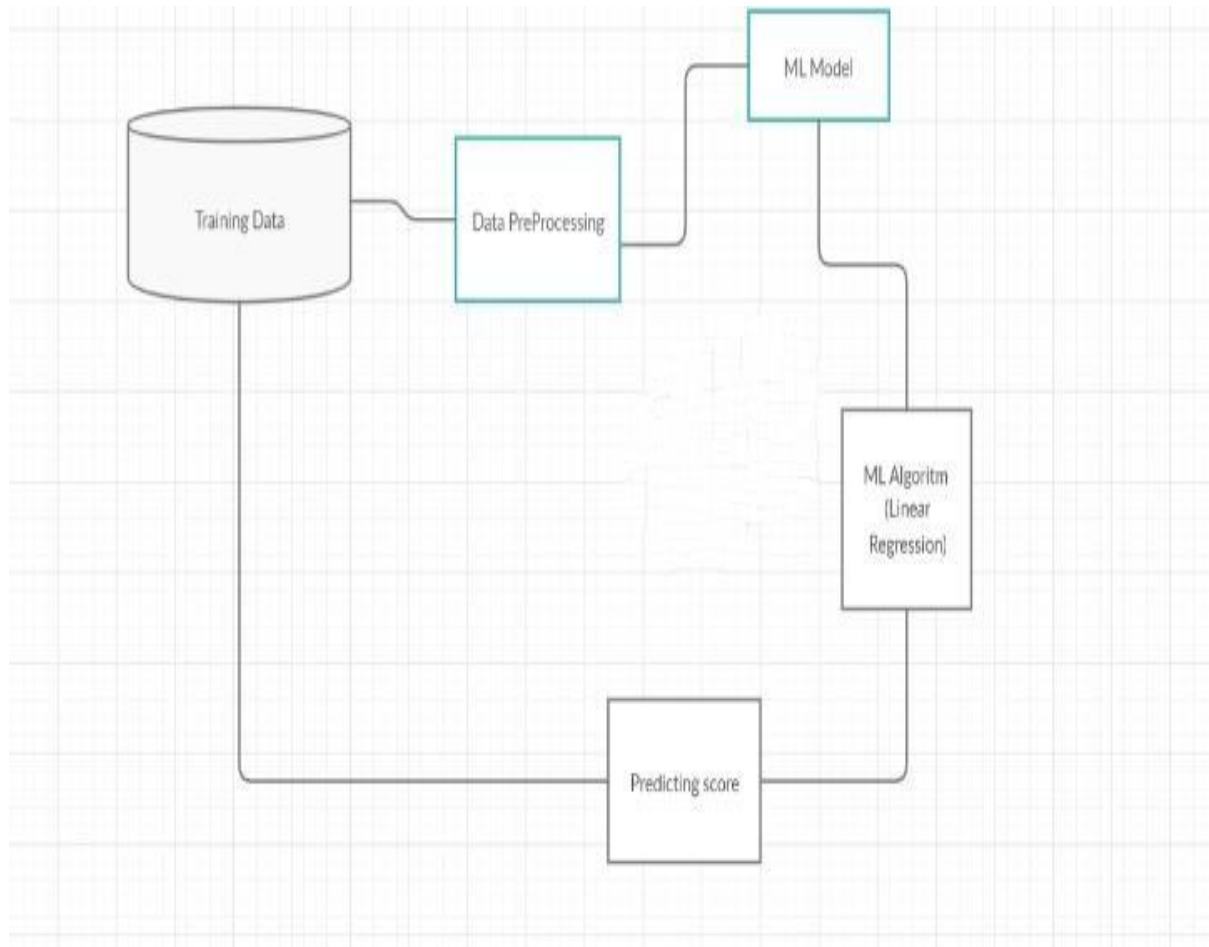 ML Model
Training Data
Data PreProcessing
ML Algoritm
(Linear
Regression)
Predicting score